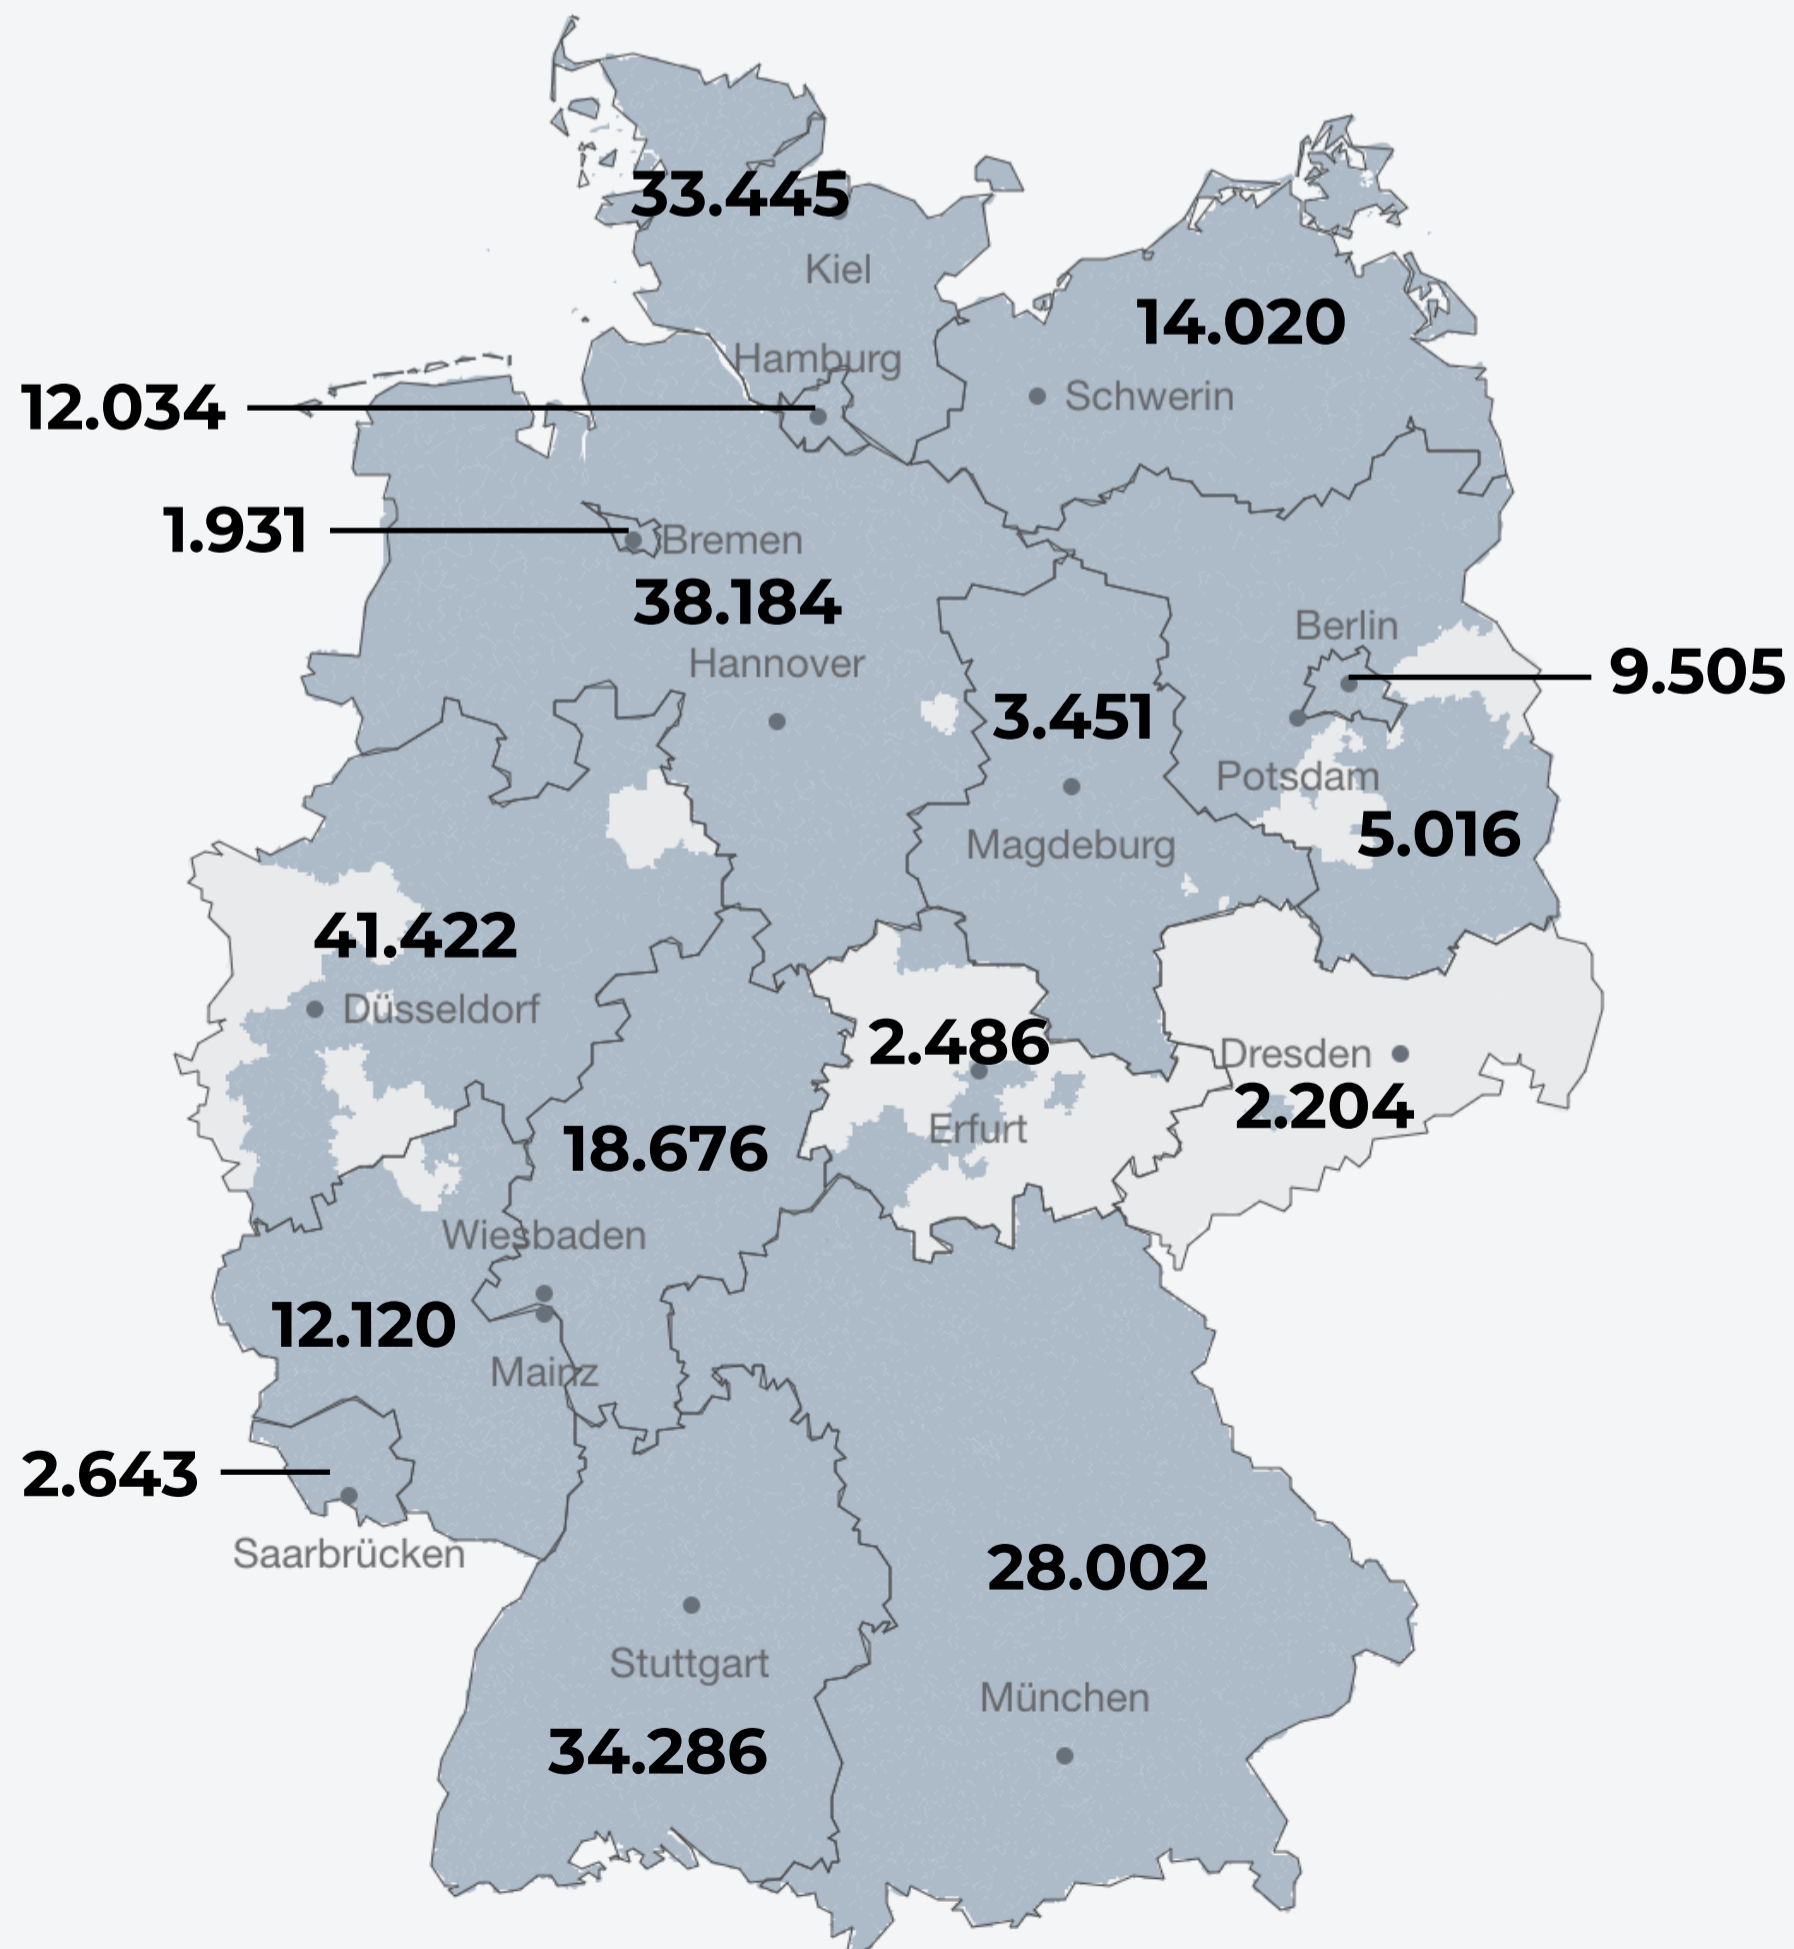 33.445
Kiel
14.020
Hamburg
Schwerin
12.034
1.931
Bremen
38.184
Berlin
Hannover
9.505
3.451
Potsdam
5.016
Magdeburg
41.422
Düsseldorf
2.486
Dresden
2.204
Erfurt
18.676
Wiesbaden
12.120
Mainz
2.643
Saarbrücken
28.002
Stuttgart
München
34.286